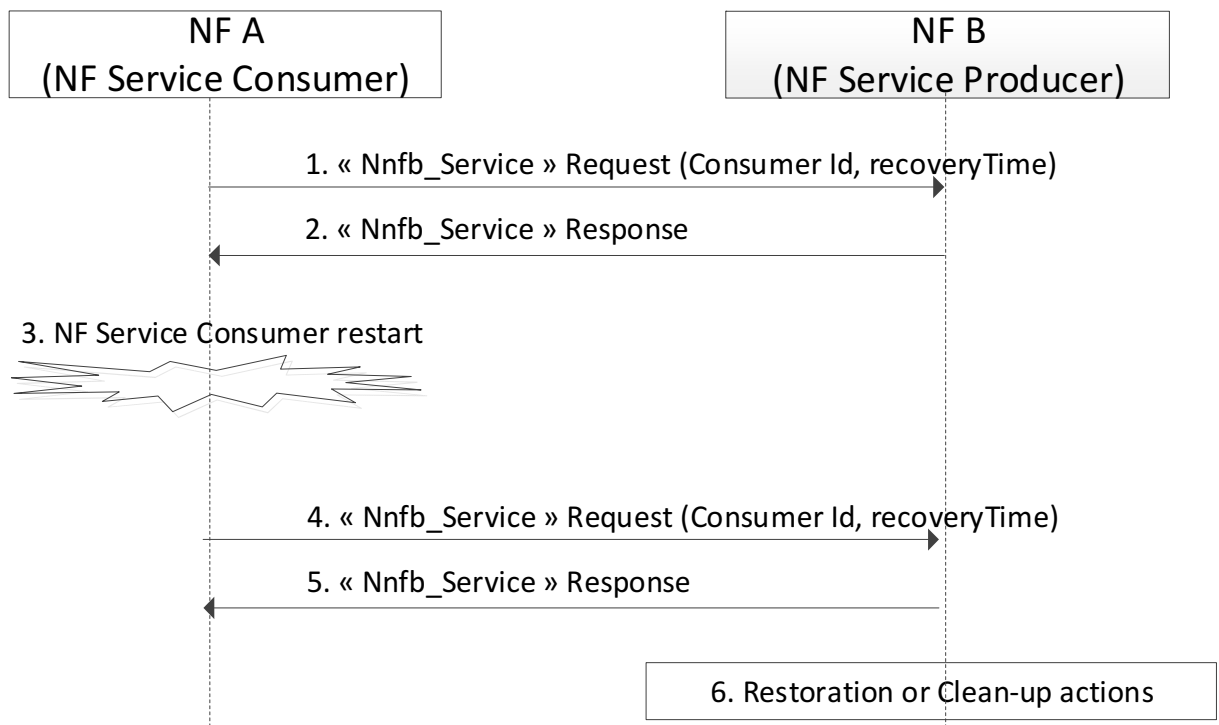 NF A
(NF Service Consumer)
NF B
(NF Service Producer)
1. « Nnfb_Service » Request (Consumer Id, recoveryTime)
2. « Nnfb_Service » Response
3. NF Service Consumer restart
4. « Nnfb_Service » Request (Consumer Id, recoveryTime)
5. « Nnfb_Service » Response
6. Restoration or Clean-up actions